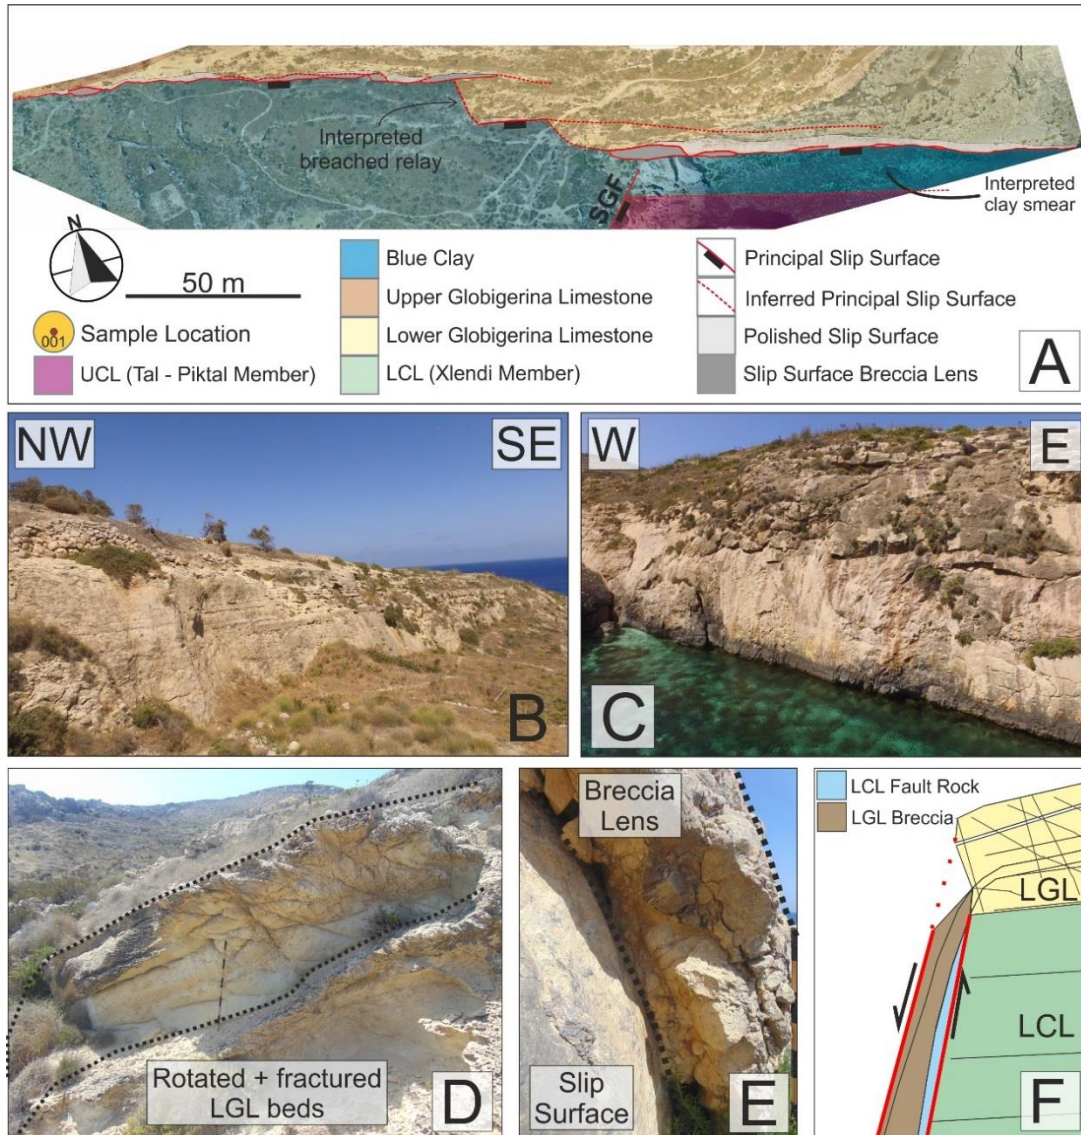 Interpreted
breached relay
SGF
Interpreted
clay smear
N
50 m
001
Sample Location
UCL (Tal - Piktal Member)
Blue Clay
Upper Globigerina Limestone
Lower Globigerina Limestone
LCL (Xlendi Member)
Principal Slip Surface
Inferred Principal Slip Surface
Polished Slip Surface
Slip Surface Breccia Lens
A
NW
SE
B
W
E
C
Rotated + fractured
LGL beds
D
Breccia
Lens
Slip
Surface
E
LCL Fault Rock
LGL Breccia
LGL
LCL
F